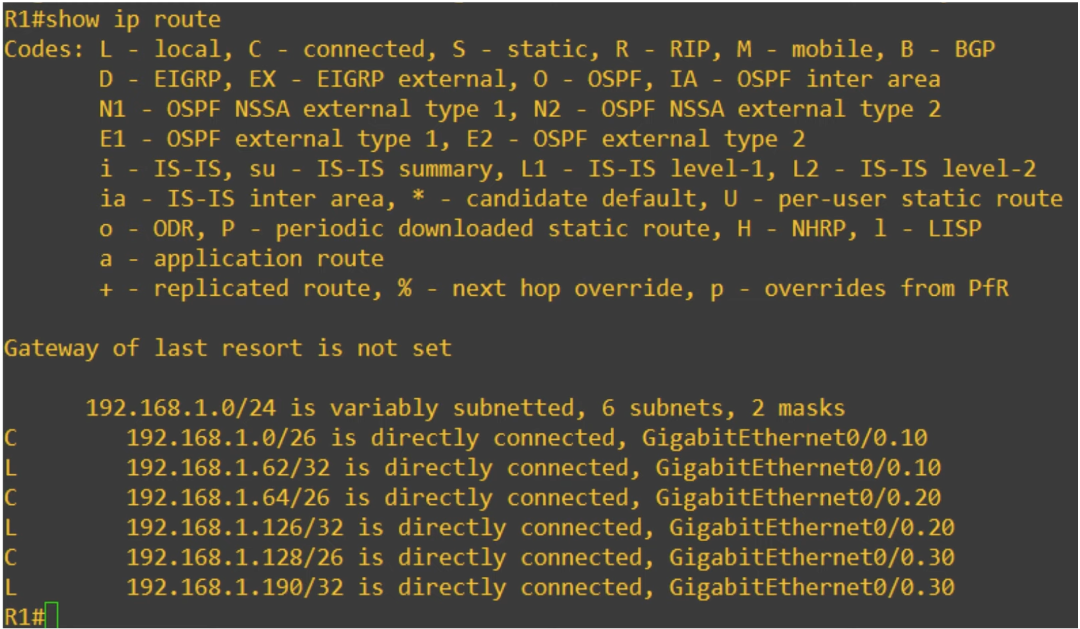 R1#show ip route
Codes: L - local, C - connected, S - static, R - RIP, M - mobile, B - BGP
       D - EIGRP, EX - EIGRP external, O - OSPF, IA - OSPF inter area
       N1 - OSPF NSSA external type 1, N2 - OSPF NSSA external type 2
       E1 - OSPF external type 1, E2 - OSPF external type 2
       i - IS-IS, su - IS-IS summary, L1 - IS-IS level-1, L2 - IS-IS level-2
       ia - IS-IS inter area, * - candidate default, U - per-user static route
       o - ODR, P - periodic downloaded static route, H - NHRP, l - LISP
       a - application route
       + - replicated route, % - next hop override, p - overrides from PfR
Gateway of last resort is not set
      192.168.1.0/24 is variably subnetted, 6 subnets, 2 masks
C        192.168.1.0/26 is directly connected, GigabitEthernet0/0.10
L        192.168.1.62/32 is directly connected, GigabitEthernet0/0.10
C        192.168.1.64/26 is directly connected, GigabitEthernet0/0.20
L        192.168.1.126/32 is directly connected, GigabitEthernet0/0.20
C        192.168.1.128/26 is directly connected, GigabitEthernet0/0.30
L        192.168.1.190/32 is directly connected, GigabitEthernet0/0.30
R1#